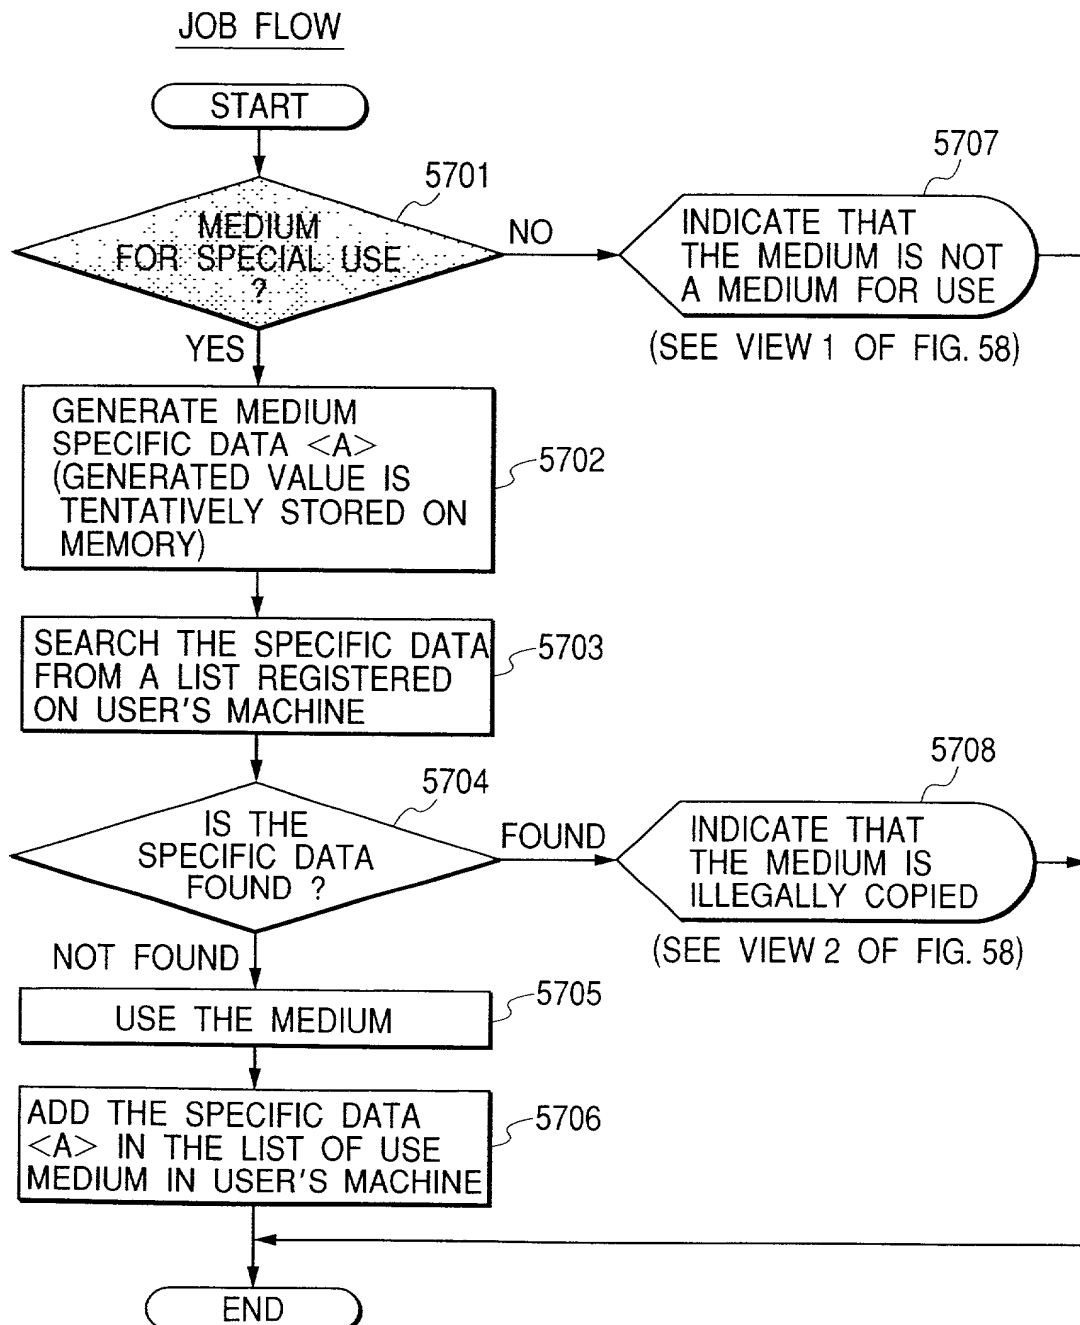 JOB FLOW
START
5701
MEDIUM
FOR SPECIAL USE
?
NO
5707
INDICATE THAT
THE MEDIUM IS NOT
A MEDIUM FOR USE
(SEE VIEW 1 OF FIG. 58)
YES
GENERATE MEDIUM
SPECIFIC DATA <A>
(GENERATED VALUE IS
TENTATIVELY STORED ON
MEMORY)
5702
SEARCH THE SPECIFIC DATA
FROM A LIST REGISTERED
ON USER'S MACHINE
5703
5704
IS THE
SPECIFIC DATA
FOUND ?
FOUND
5708
INDICATE THAT
THE MEDIUM IS
ILLEGALLY COPIED
(SEE VIEW 2 OF FIG. 58)
NOT FOUND
USE THE MEDIUM
5705
ADD THE SPECIFIC DATA
<A> IN THE LIST OF USE
MEDIUM IN USER'S MACHINE
5706
END